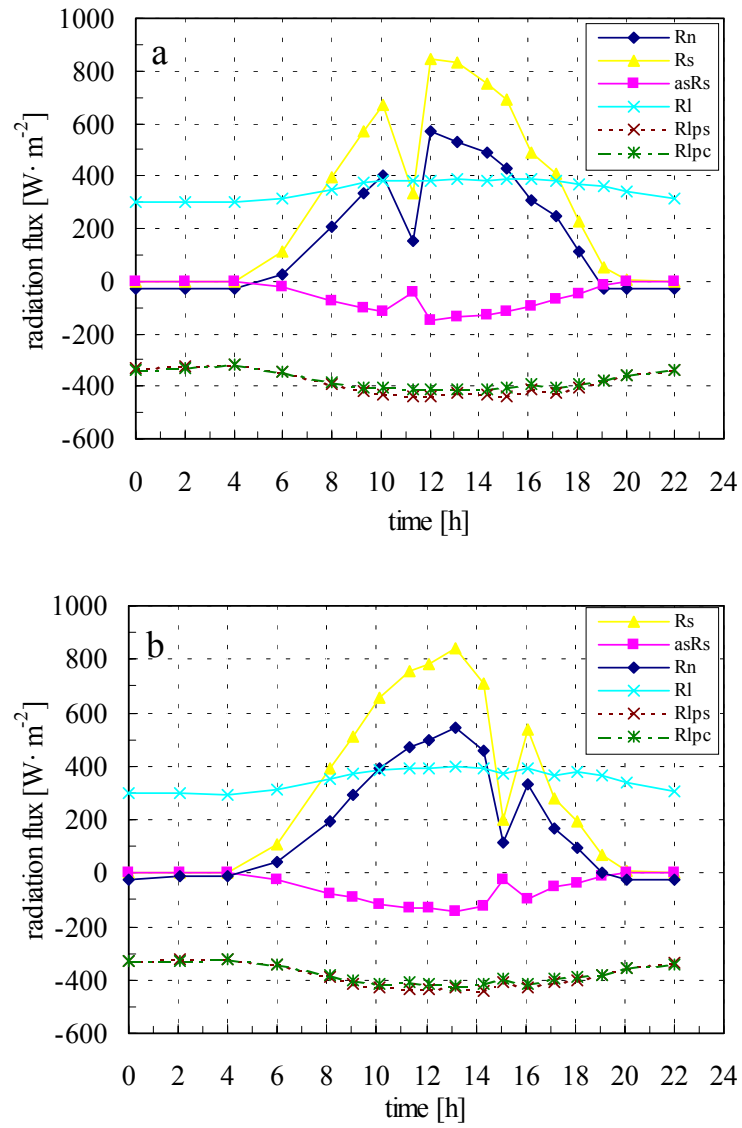 a
radiation flux [W· m⁻²]
1000
800
600
400
200
0
-200
-400
-600
0 2 4 6 8 10 12 14 16 18 20 22 24
time [h]
Rn
Rs
asRs
Rl
Rlps
Rlpc
b
radiation flux [W· m⁻²]
1000
800
600
400
200
0
-200
-400
-600
0 2 4 6 8 10 12 14 16 18 20 22 24
time [h]
Rs
asRs
Rn
Rl
Rlps
Rlpc